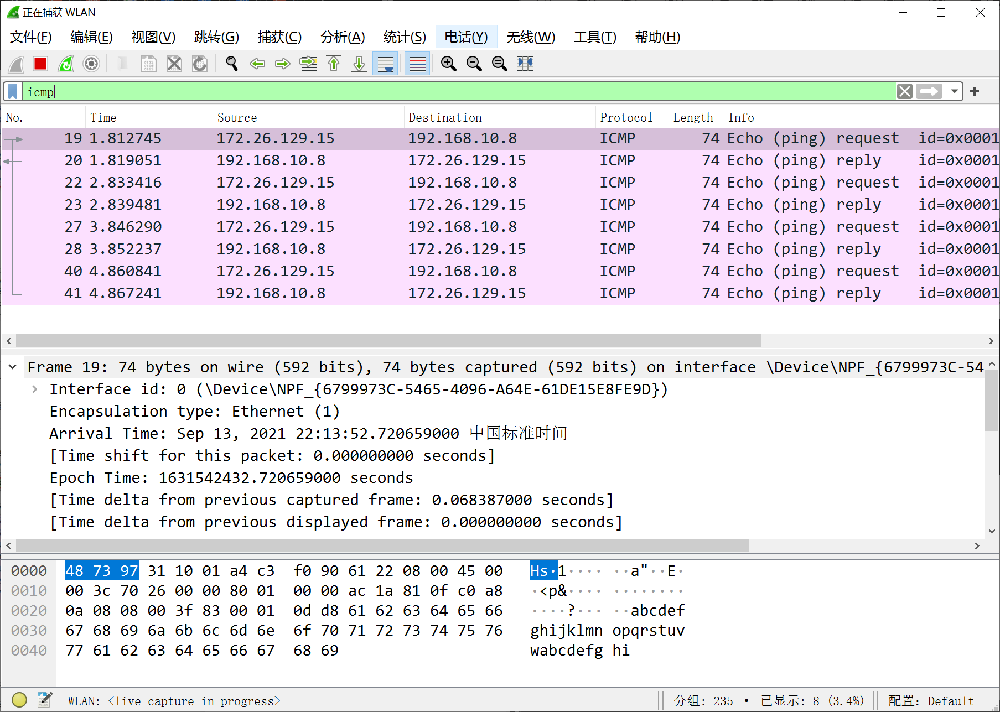 正在捕获 WLAN
文件(F) 编辑(E) 视图(V) 跳转(G) 捕获(C) 分析(A) 统计(S) 电话(Y) 无线(W) 工具(T) 帮助(H)
icmp
No. Time Source Destination Protocol Length Info
19 1.812745 172.26.129.15 192.168.10.8 ICMP 74 Echo (ping) request id=0x0001
20 1.819051 192.168.10.8 172.26.129.15 ICMP 74 Echo (ping) reply id=0x0001
22 2.833416 172.26.129.15 192.168.10.8 ICMP 74 Echo (ping) request id=0x0001
23 2.839481 192.168.10.8 172.26.129.15 ICMP 74 Echo (ping) reply id=0x0001
27 3.846290 172.26.129.15 192.168.10.8 ICMP 74 Echo (ping) request id=0x0001
28 3.852237 192.168.10.8 172.26.129.15 ICMP 74 Echo (ping) reply id=0x0001
40 4.860841 172.26.129.15 192.168.10.8 ICMP 74 Echo (ping) request id=0x0001
41 4.867241 192.168.10.8 172.26.129.15 ICMP 74 Echo (ping) reply id=0x0001
Frame 19: 74 bytes on wire (592 bits), 74 bytes captured (592 bits) on interface \Device\NPF_{6799973C-54
Interface id: 0 (\Device\NPF_{6799973C-5465-4096-A64E-61DE15E8FE9D})
Encapsulation type: Ethernet (1)
Arrival Time: Sep 13, 2021 22:13:52.720659000 中国标准时间
[Time shift for this packet: 0.000000000 seconds]
Epoch Time: 1631542432.720659000 seconds
[Time delta from previous captured frame: 0.068387000 seconds]
[Time delta from previous displayed frame: 0.000000000 seconds]
0000 48 73 97 31 10 01 a4 c3 f0 90 61 22 08 00 45 00 Hs·1···· ··a"··E·
0010 00 3c 70 26 00 00 80 01 00 00 ac 1a 81 0f c0 a8 ·<p&···· ········
0020 0a 08 08 00 3f 83 00 01 0d d8 61 62 63 64 65 66 ····?··· ··abcdef
0030 67 68 69 6a 6b 6c 6d 6e 6f 70 71 72 73 74 75 76 ghijklmn opqrstuv
0040 77 61 62 63 64 65 66 67 68 69 wabcdefg hi
WLAN: <live capture in progress> 分组: 235 · 已显示: 8 (3.4%) 配置: Default